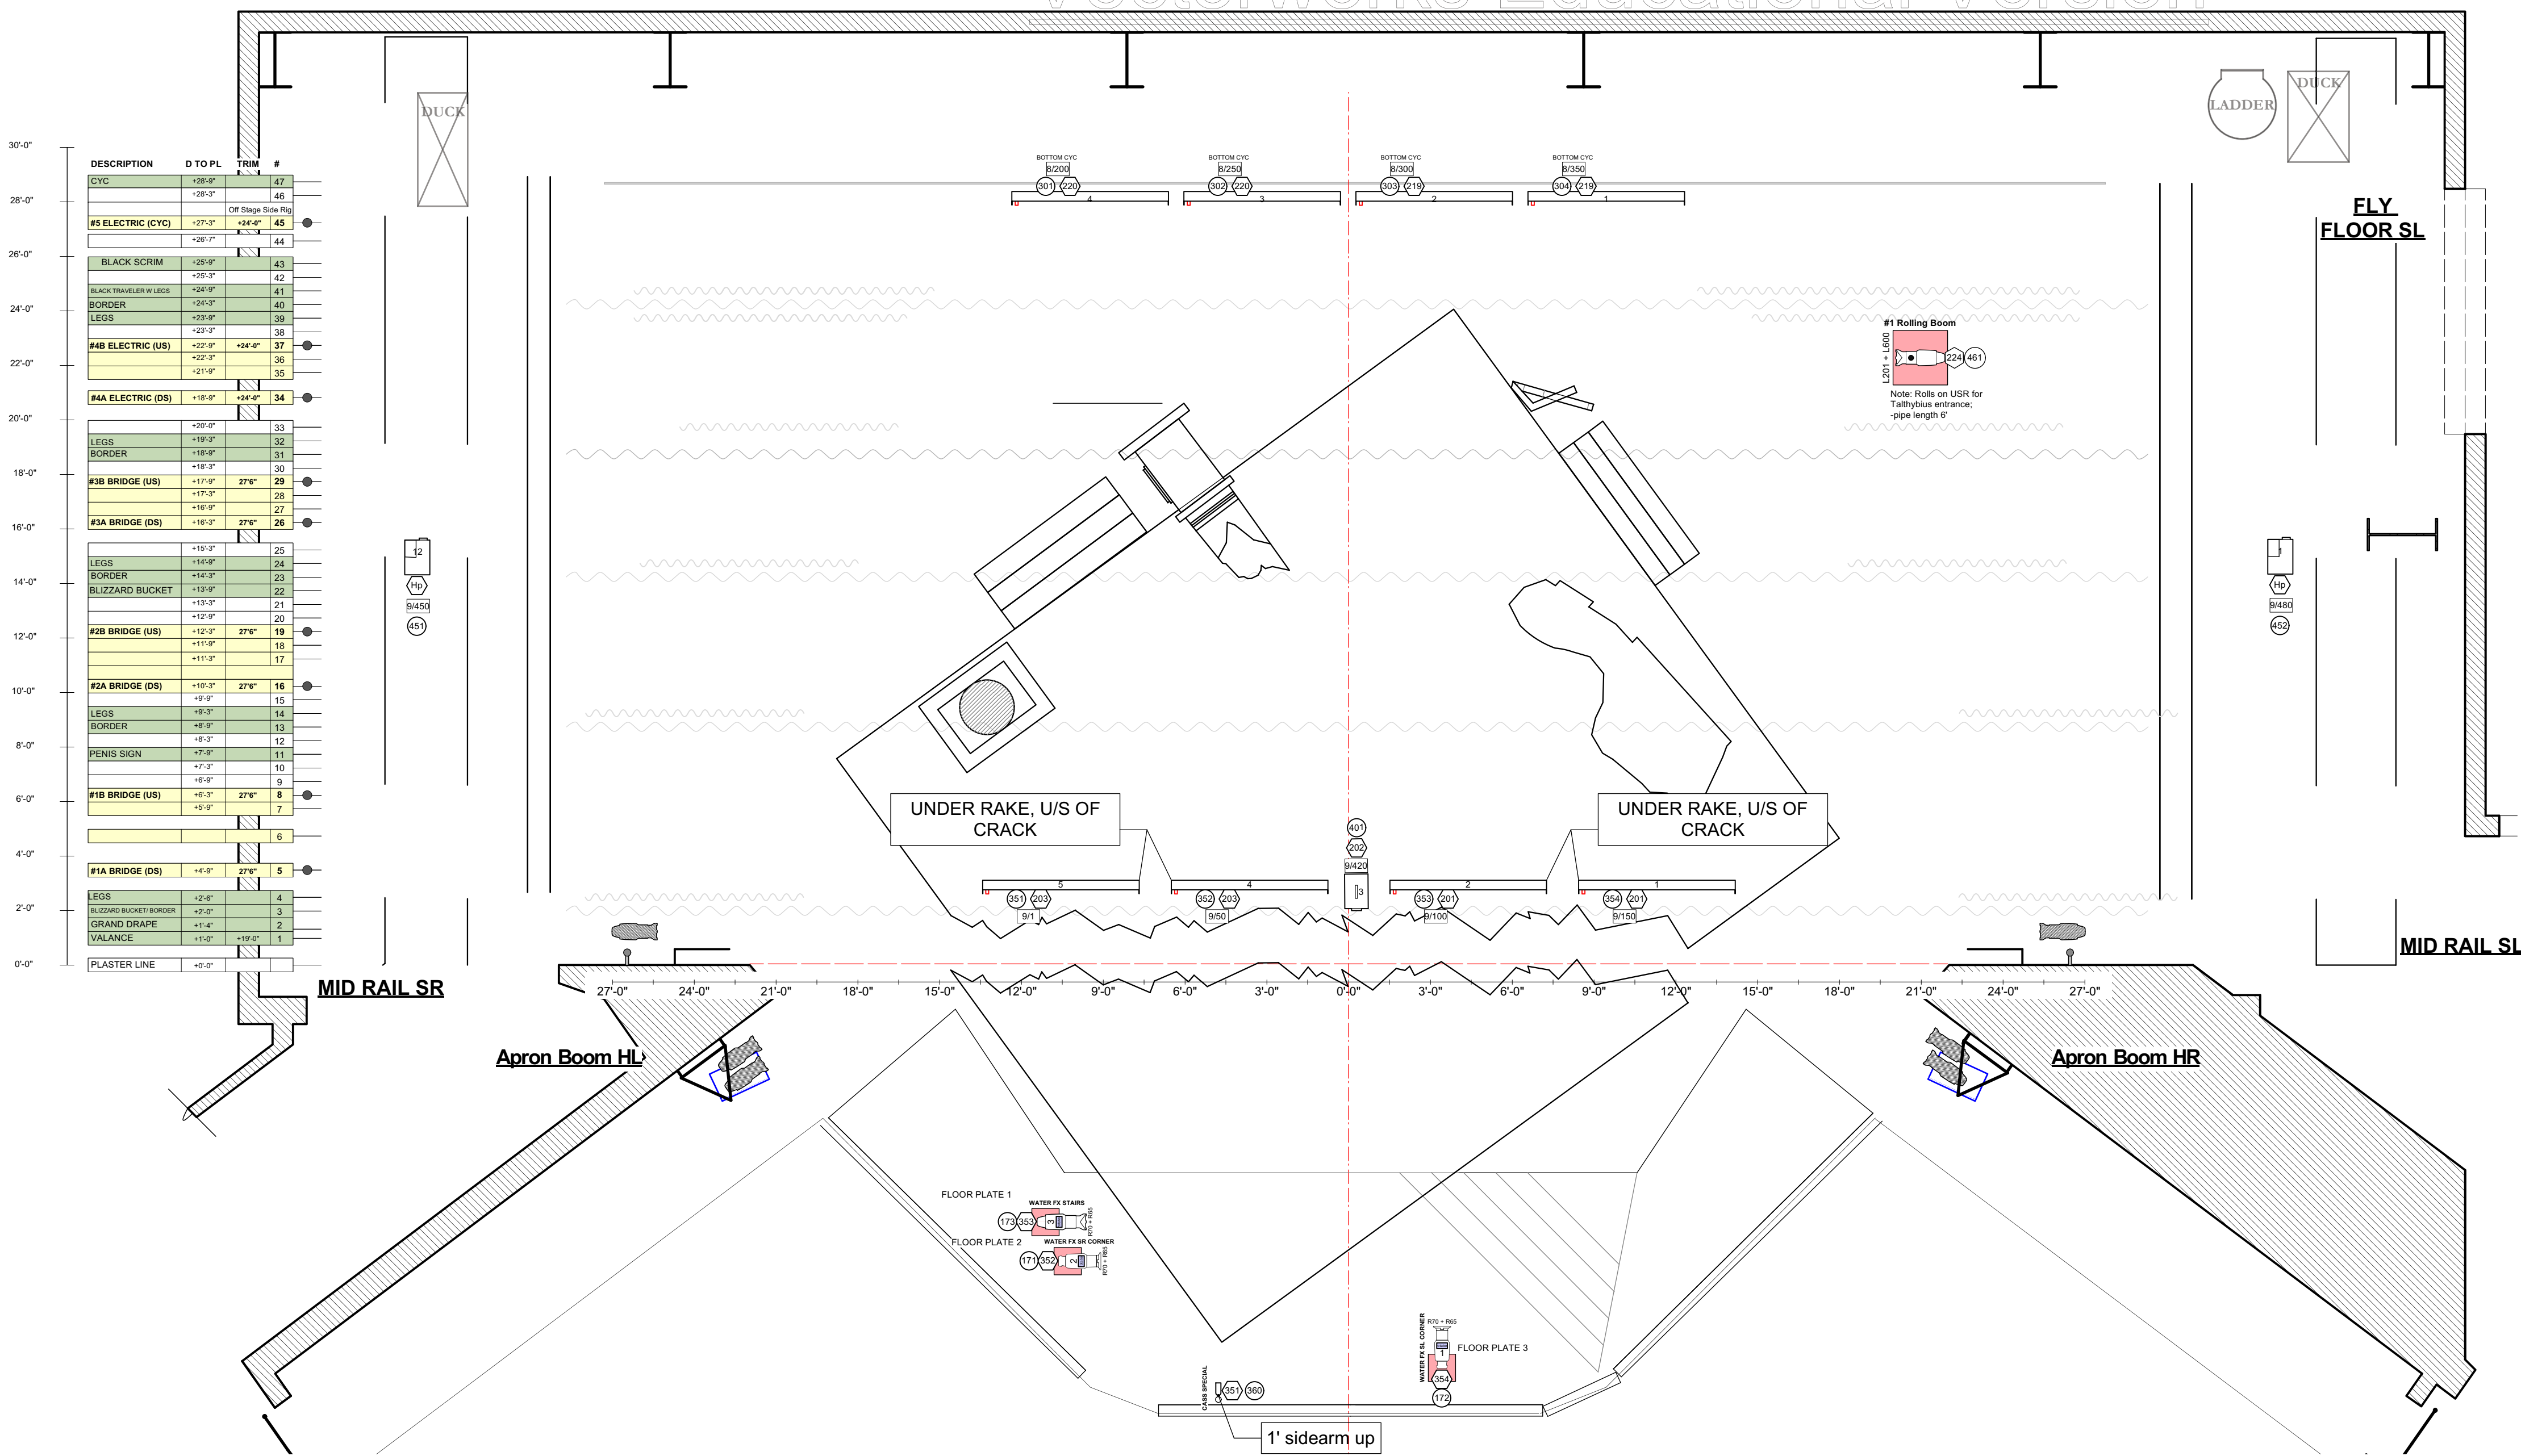 Vectorworks Educational Version
DUCK
LADDER
DUCK
30'-0"
28'-0"
26'-0"
24'-0"
22'-0"
20'-0"
18'-0"
16'-0"
14'-0"
12'-0"
10'-0"
8'-0"
6'-0"
4'-0"
2'-0"
0'-0"
DESCRIPTION D TO PL TRIM #
CYC +28'-9" 47
+28'-3" 46
Off Stage Side Rig
#5 ELECTRIC (CYC) +27'-3" +24'-0" 45
+26'-7" 44
BLACK SCRIM +25'-9" 43
+25'-3" 42
BLACK TRAVELER W LEGS +24'-9" 41
BORDER +24'-3" 40
LEGS +23'-9" 39
+23'-3" 38
#4B ELECTRIC (US) +22'-9" +24'-0" 37
+22'-3" 36
+21'-9" 35
#4A ELECTRIC (DS) +18'-9" +24'-0" 34
+20'-0" 33
LEGS +19'-3" 32
BORDER +18'-9" 31
+18'-3" 30
#3B BRIDGE (US) +17'-9" 27'6" 29
+17'-3" 28
+16'-9" 27
#3A BRIDGE (DS) +16'-3" 27'6" 26
+15'-3" 25
LEGS +14'-9" 24
BORDER +14'-3" 23
BLIZZARD BUCKET +13'-9" 22
+13'-3" 21
+12'-9" 20
#2B BRIDGE (US) +12'-3" 27'6" 19
+11'-9" 18
+11'-3" 17
#2A BRIDGE (DS) +10'-3" 27'6" 16
+9'-9" 15
LEGS +9'-3" 14
BORDER +8'-9" 13
+8'-3" 12
PENIS SIGN +7'-9" 11
+7'-3" 10
+6'-9" 9
#1B BRIDGE (US) +6'-3" 27'6" 8
+5'-9" 7
6
#1A BRIDGE (DS) +4'-9" 27'6" 5
LEGS +2'-6" 4
BLIZZARD BUCKET/ BORDER +2'-0" 3
GRAND DRAPE +1'-4" 2
VALANCE +1'-0" +19'-0" 1
PLASTER LINE +0'-0"
BOTTOM CYC
8/200
301 220
4
BOTTOM CYC
8/250
302 220
3
BOTTOM CYC
8/300
303 219
2
BOTTOM CYC
8/350
304 219
1
FLY
FLOOR SL
#1 Rolling Boom
L201 + L600
224 461
Note: Rolls on USR for
Talthybius entrance;
-pipe length 6'
12
Hp
9/450
451
1
Hp
9/480
452
UNDER RAKE, U/S OF
CRACK
UNDER RAKE, U/S OF
CRACK
401
202
9/420
3
5
351 203
9/1
4
352 203
9/50
2
353 201
9/100
1
354 201
9/150
MID RAIL SR
MID RAIL SL
27'-0" 24'-0" 21'-0" 18'-0" 15'-0" 12'-0" 9'-0" 6'-0" 3'-0" 0'-0" 3'-0" 6'-0" 9'-0" 12'-0" 15'-0" 18'-0" 21'-0" 24'-0" 27'-0"
Apron Boom HL
Apron Boom HR
FLOOR PLATE 1
WATER FX STAIRS
173 353 3
R70 + R65
FLOOR PLATE 2
WATER FX SR CORNER
171 352 2
R70 + R65
R70 + R65
WATER FX SL CORNER
FLOOR PLATE 3
1
354
172
CASS SPECIAL
351 360
1' sidearm up